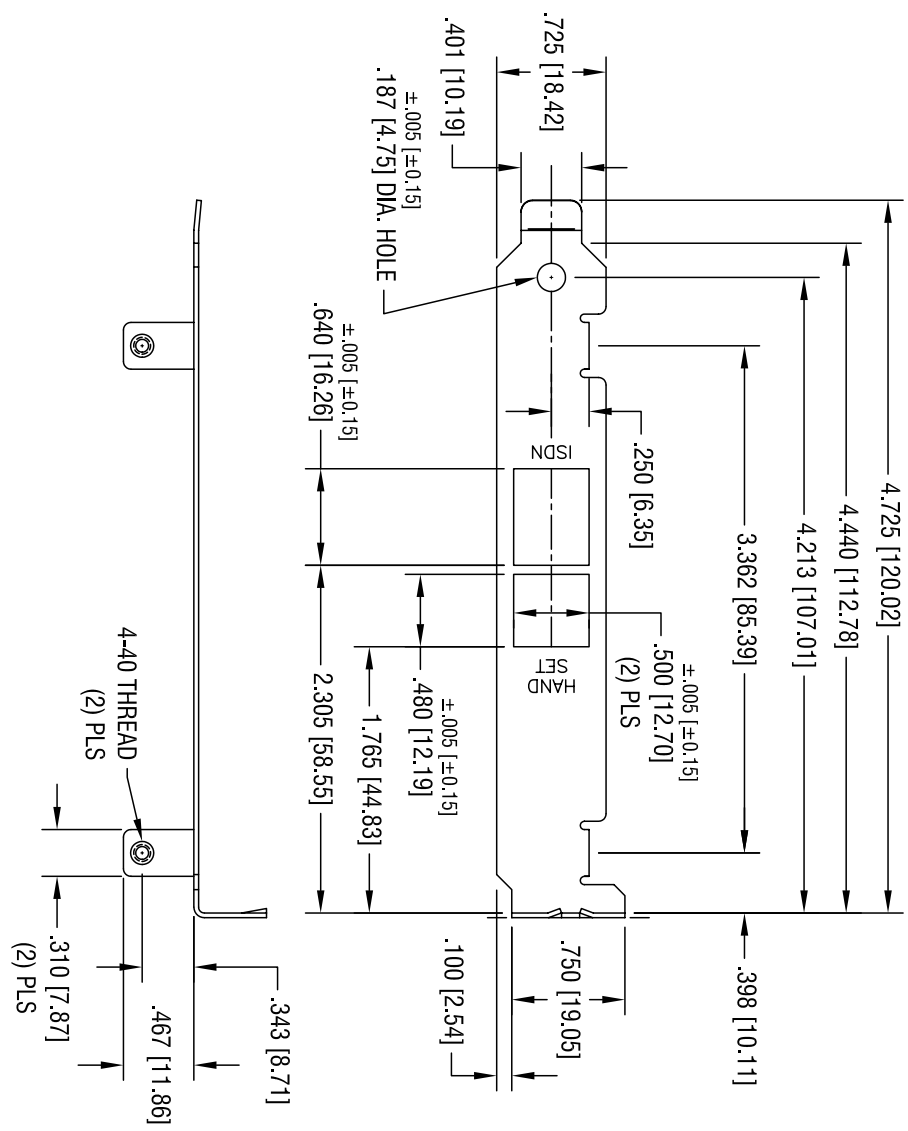 4.725 [120.02]
4.440 [112.78]
4.213 [107.01]
3.362 [85.39]
.398 [10.11]
.250 [6.35]
±.005 [±0.15]
.500 [12.70]
(2) PLS
.750 [19.05]
.100 [2.54]
.725 [18.42]
.401 [10.19]
±.005 [±0.15]
.187 [4.75] DIA. HOLE
ISDN
HAND
SET
±.005 [±0.15]
.640 [16.26]
±.005 [±0.15]
.480 [12.19]
1.765 [44.83]
2.305 [58.55]
4-40 THREAD
(2) PLS
.343 [8.71]
.467 [11.86]
.310 [7.87]
(2) PLS